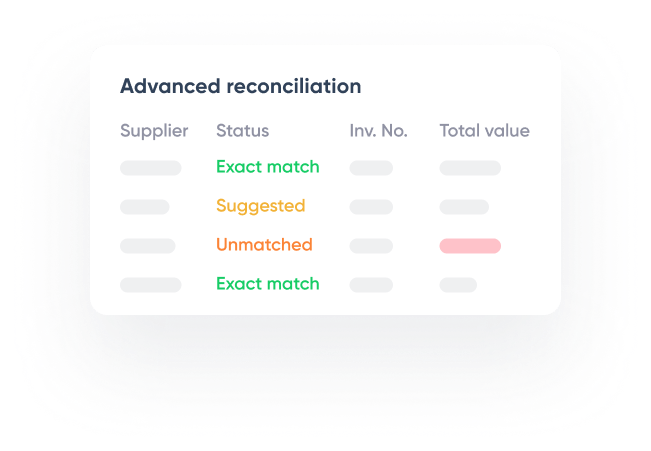 Advanced reconciliation
Supplier Status Inv. No. Total value
Exact match
Suggested
Unmatched
Exact match